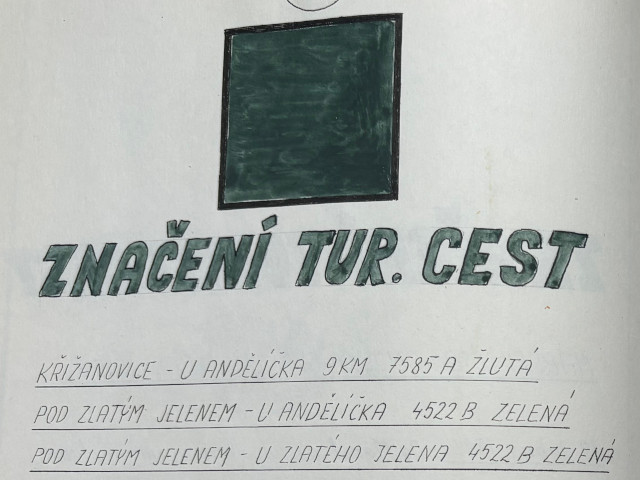 ZNAČENÍ TUR. CEST
KŘIŽANOVICE - U ANDĚLÍČKA 9 KM 7585 A ŽLUTÁ
POD ZLATÝM JELENEM - U ANDĚLÍČKA 4522 B ZELENÁ
POD ZLATÝM JELENEM - U ZLATÉHO JELENA 4522 B ZELENÁ